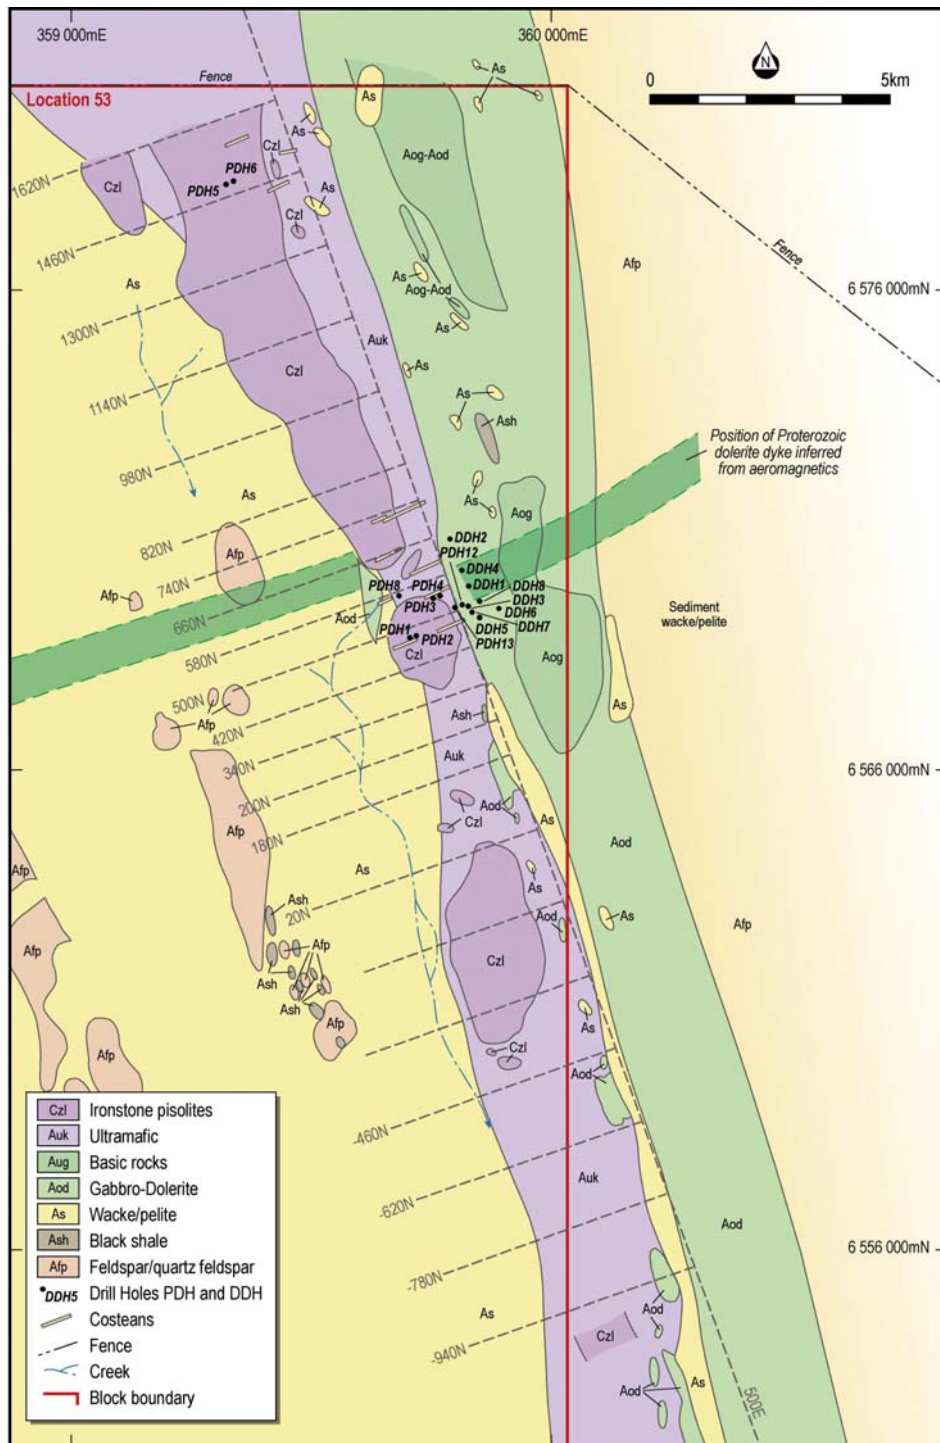 359 000mE
360 000mE
N
0
5km
Fence
Location 53
As
As
As
Czl
Aog-Aod
PDH6
PDH5
Czl
1620N
As
Czl
Afp
Fence
1460N
As
As
Aog-Aod
6 576 000mN
1300N
Auk
As
Czl
As
1140N
As
Ash
Position of Proterozoic
dolerite dyke inferred
from aeromagnetics
980N
As
As
Aog
820N
DDH2
PDH12
Afp
740N
DDH4
Afp
PDH8
PDH4
DDH1
DDH8
660N
PDH3
DDH3
Sediment
wacke/pelite
Aod
DDH6
580N
PDH1
PDH2
DDH5
DDH7
PDH13
Czl
Aog
500N
As
Afp
Ash
420N
Auk
340N
6 566 000mN
200N
Aod
Afp
Czl
As
180N
Aod
As
As
Afp
Ash
20N
Aod
As
Afp
Afp
Afp
Czl
Ash
Ash
As
Afp
Czl
Afp
Aod
Czl Ironstone pisolites
Auk Ultramafic
Aug Basic rocks
Aod Gabbro-Dolerite
As Wacke/pelite
Ash Black shale
Afp Feldspar/quartz feldspar
DDH5 Drill Holes PDH and DDH
Costeans
Fence
Creek
Block boundary
-460N
Auk
-620N
Aod
6 556 000mN
-780N
As
Aod
Czl
-940N
Aod
As
500E